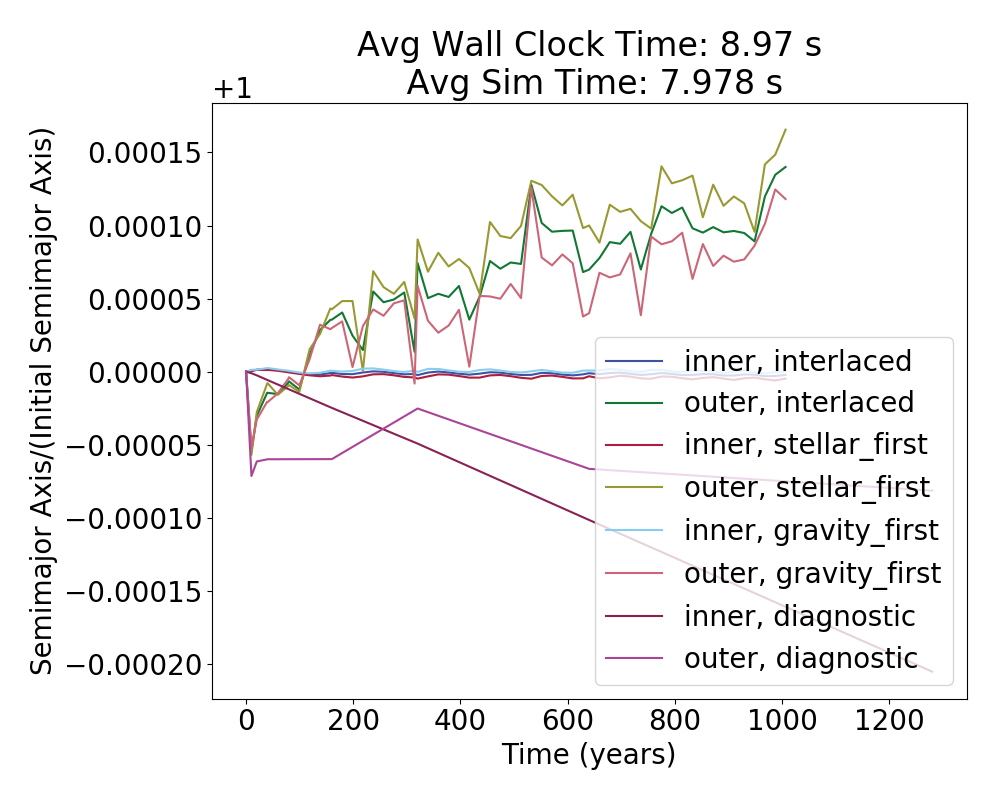 Avg Wall Clock Time: 8.97 s
Avg Sim Time: 7.978 s
+1
Semimajor Axis/(Initial Semimajor Axis)
0.00015
0.00010
0.00005
0.00000
−0.00005
−0.00010
−0.00015
−0.00020
inner, interlaced
outer, interlaced
inner, stellar_first
outer, stellar_first
inner, gravity_first
outer, gravity_first
inner, diagnostic
outer, diagnostic
0 200 400 600 800 1000 1200
Time (years)